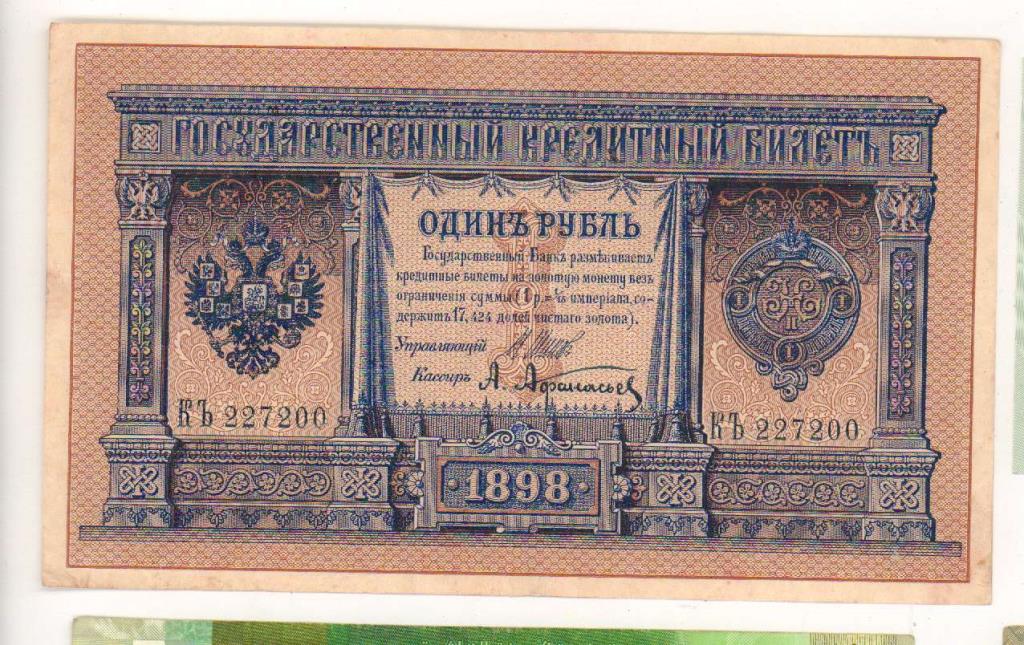 ГОСУДАРСТВЕННЫЙ КРЕДИТНЫЙ БИЛЕТЪ
ОДИНЪ РУБЛЬ
Государственный Банкъ размѣниваетъ
кредитные билеты на золотую монету безъ
ограниченія суммы (1 р. = 1/15 имперіала, со-
держитъ 17,424 долей чистаго золота).
Управляющій
Кассиръ А. Афанасьев
КЪ 227200
КЪ 227200
1898